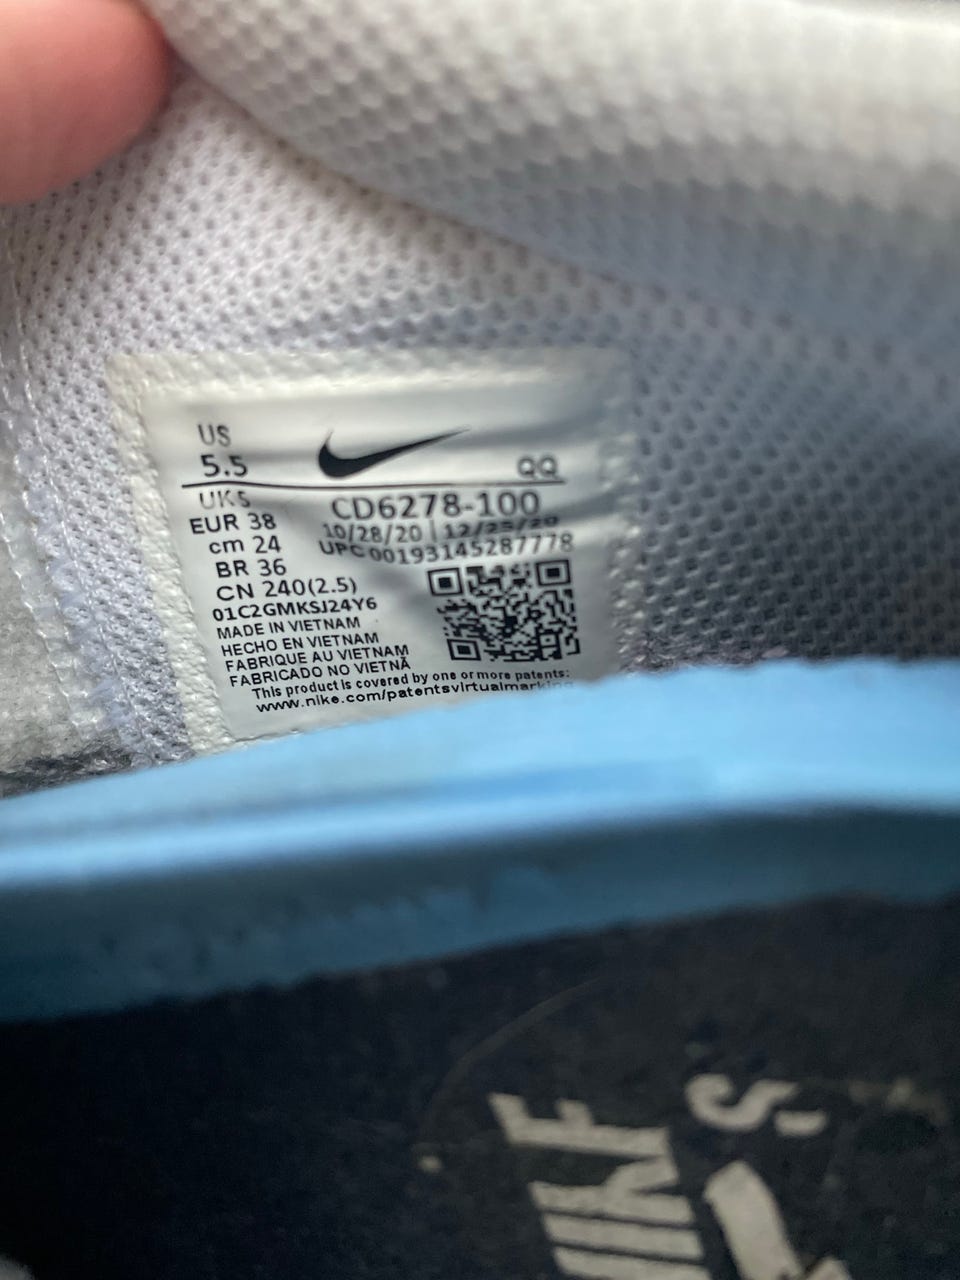 US
5.5
QQ
UK5
CD6278-100
EUR 38
10/28/20 | 12/25/20
cm 24
UPC 00193145287778
BR 36
CN 240(2.5)
01C2GMKSJ24Y6
MADE IN VIETNAM
HECHO EN VIETNAM
FABRIQUE AU VIETNAM
FABRICADO NO VIETNÃ
This product is covered by one or more patents:
www.nike.com/patentsvirtualmarking